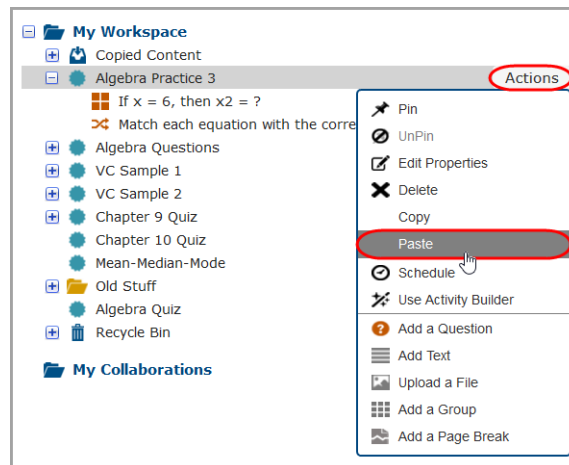 My Workspace
Copied Content
Algebra Practice 3 Actions
If x = 6, then x2 = ?
Match each equation with the corre
Algebra Questions
VC Sample 1
VC Sample 2
Chapter 9 Quiz
Chapter 10 Quiz
Mean-Median-Mode
Old Stuff
Algebra Quiz
Recycle Bin
My Collaborations
Pin
UnPin
Edit Properties
Delete
Copy
Paste
Schedule
Use Activity Builder
Add a Question
Add Text
Upload a File
Add a Group
Add a Page Break